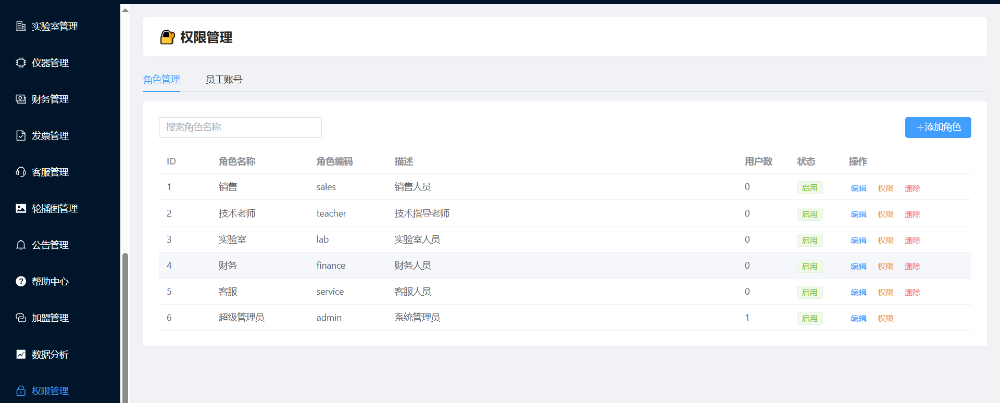 实验室管理
仪器管理
财务管理
发票管理
客服管理
轮播图管理
公告管理
帮助中心
加盟管理
数据分析
权限管理
权限管理
角色管理 员工账号
搜索角色名称 +添加角色
ID 角色名称 角色编码 描述 用户数 状态 操作
1 销售 sales 销售人员 0 启用 编辑 权限 删除
2 技术老师 teacher 技术指导老师 0 启用 编辑 权限 删除
3 实验室 lab 实验室人员 0 启用 编辑 权限 删除
4 财务 finance 财务人员 0 启用 编辑 权限 删除
5 客服 service 客服人员 0 启用 编辑 权限 删除
6 超级管理员 admin 系统管理员 1 启用 编辑 权限